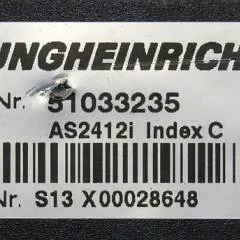 UNGHEINRICH
Nr. 51033235
AS2412i Index C
Nr. S13 X00028648